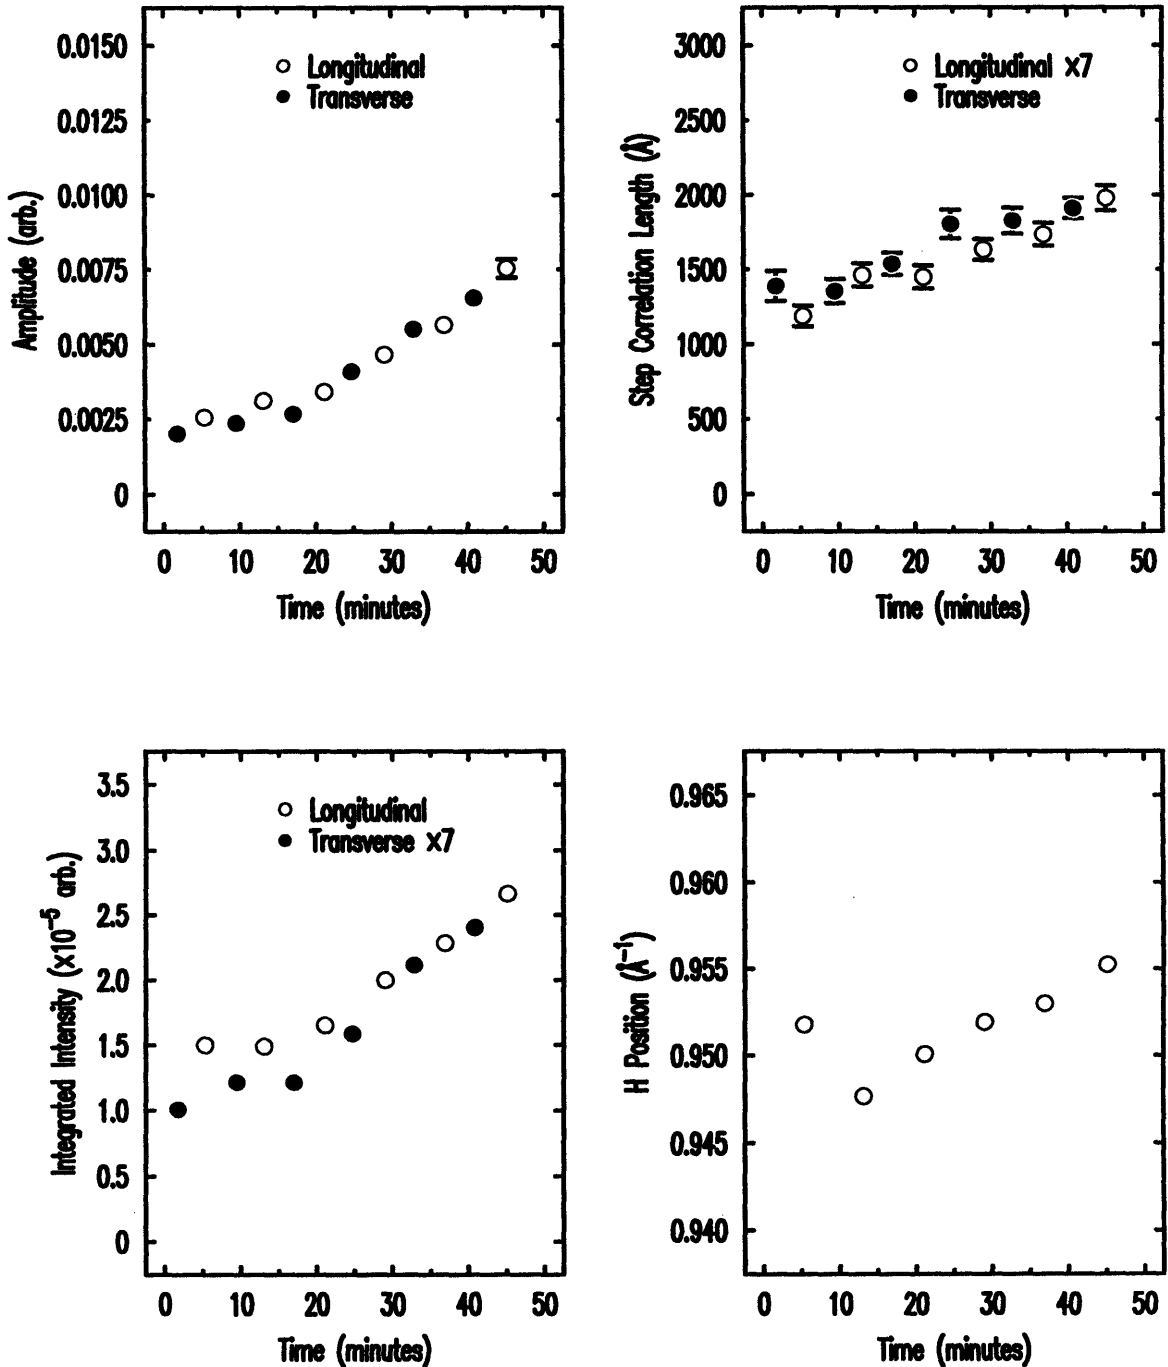 0.0150
0.0125
0.0100
0.0075
0.0050
0.0025
0
Amplitude (arb.)
Longitudinal
Transverse
0 10 20 30 40 50
Time (minutes)
3000
2500
2000
1500
1000
500
0
Step Correlation Length (Å)
Longitudinal ×7
Transverse
0 10 20 30 40 50
Time (minutes)
3.5
3.0
2.5
2.0
1.5
1.0
0.5
0
Integrated Intensity (×10⁻⁵ arb.)
Longitudinal
Transverse ×7
0 10 20 30 40 50
Time (minutes)
0.965
0.960
0.955
0.950
0.945
0.940
H Position (Å⁻¹)
0 10 20 30 40 50
Time (minutes)